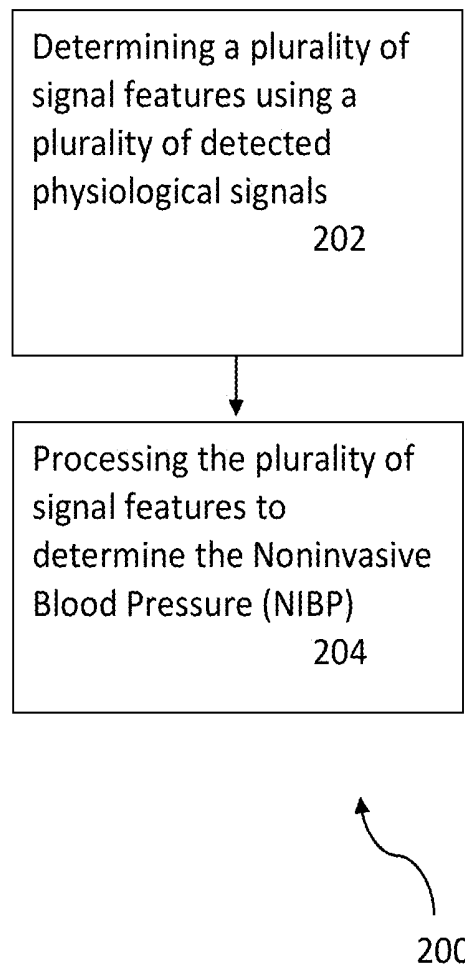 Determining a plurality of
signal features using a
plurality of detected
physiological signals
202
Processing the plurality of
signal features to
determine the Noninvasive
Blood Pressure (NIBP)
204
200